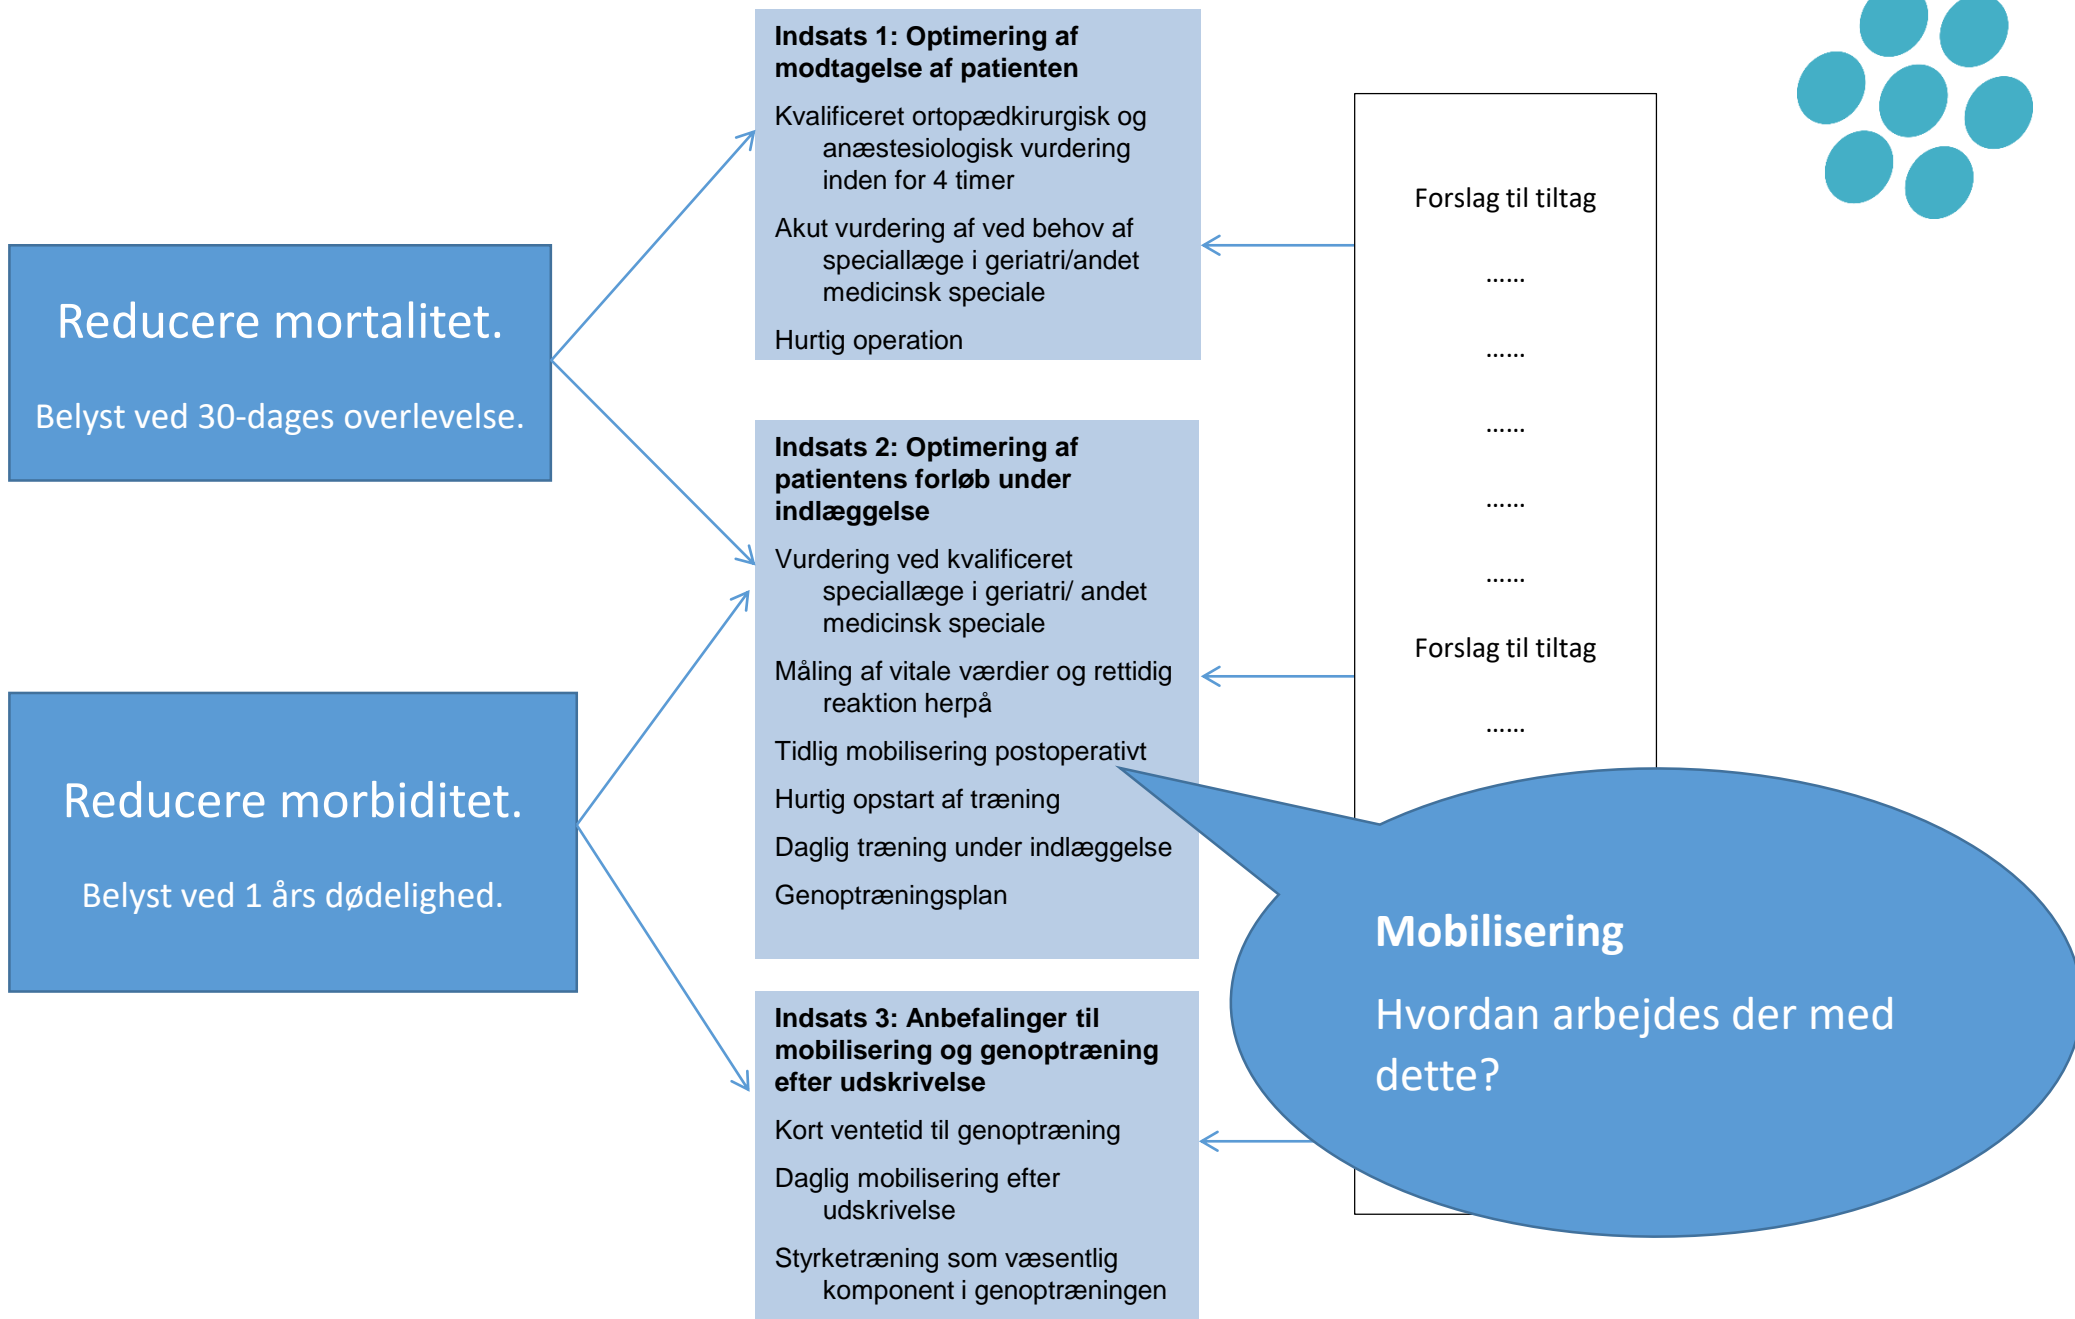 Reducere mortalitet.
Belyst ved 30-dages overlevelse.
Reducere morbiditet.
Belyst ved 1 års dødelighed.
Indsats 1: Optimering af
modtagelse af patienten
Kvalificeret ortopædkirurgisk og
anæstesiologisk vurdering
inden for 4 timer
Akut vurdering af ved behov af
speciallæge i geriatri/andet
medicinsk speciale
Hurtig operation
Indsats 2: Optimering af
patientens forløb under
indlæggelse
Vurdering ved kvalificeret
speciallæge i geriatri/ andet
medicinsk speciale
Måling af vitale værdier og rettidig
reaktion herpå
Tidlig mobilisering postoperativt
Hurtig opstart af træning
Daglig træning under indlæggelse
Genoptræningsplan
Indsats 3: Anbefalinger til
mobilisering og genoptræning
efter udskrivelse
Kort ventetid til genoptræning
Daglig mobilisering efter
udskrivelse
Styrketræning som væsentlig
komponent i genoptræningen
Forslag til tiltag
……
……
……
……
……
Forslag til tiltag
……
Mobilisering
Hvordan arbejdes der med
dette?